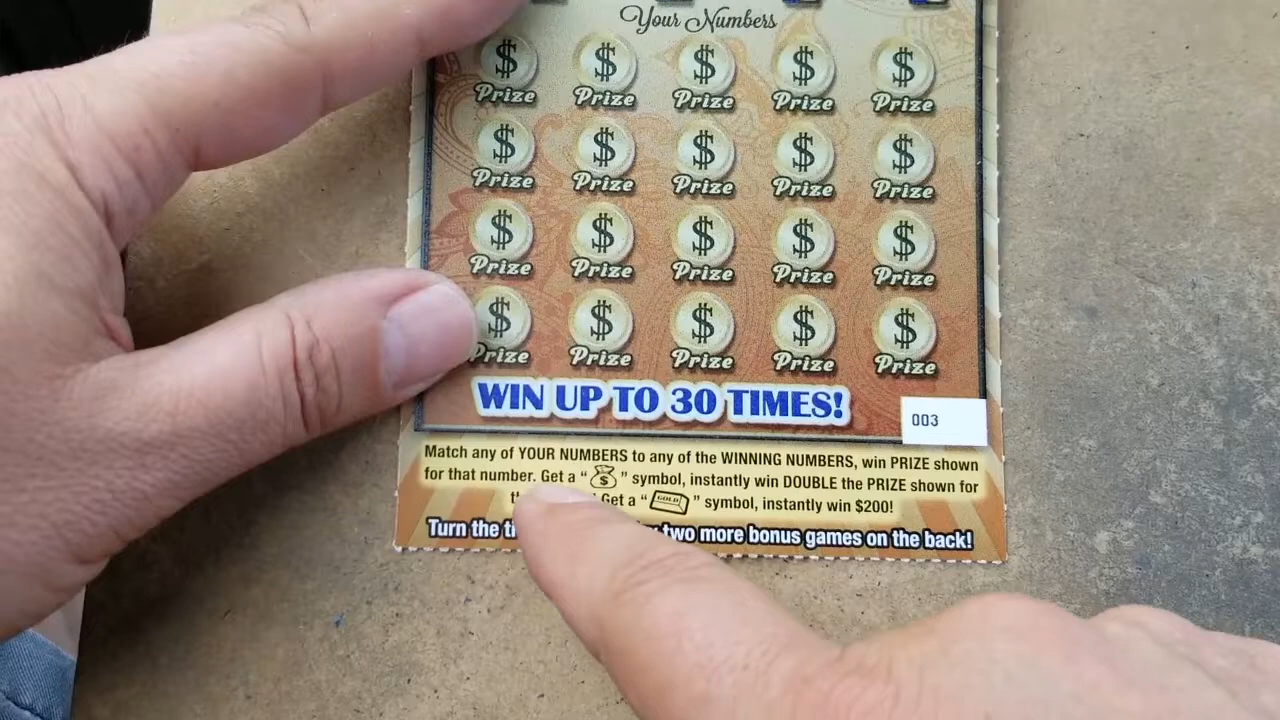 Your Numbers
$ $ $ $ $
Prize Prize Prize Prize Prize
$ $ $ $ $
Prize Prize Prize Prize Prize
$ $ $ $ $
Prize Prize Prize Prize Prize
$ $ $ $ $
Prize Prize Prize Prize Prize
WIN UP TO 30 TIMES!
003
Match any of YOUR NUMBERS to any of the WINNING NUMBERS, win PRIZE shown
for that number. Get a "$" symbol, instantly win DOUBLE the PRIZE shown for
Get a "GOLD" symbol, instantly win $200!
Turn the two more bonus games on the back!